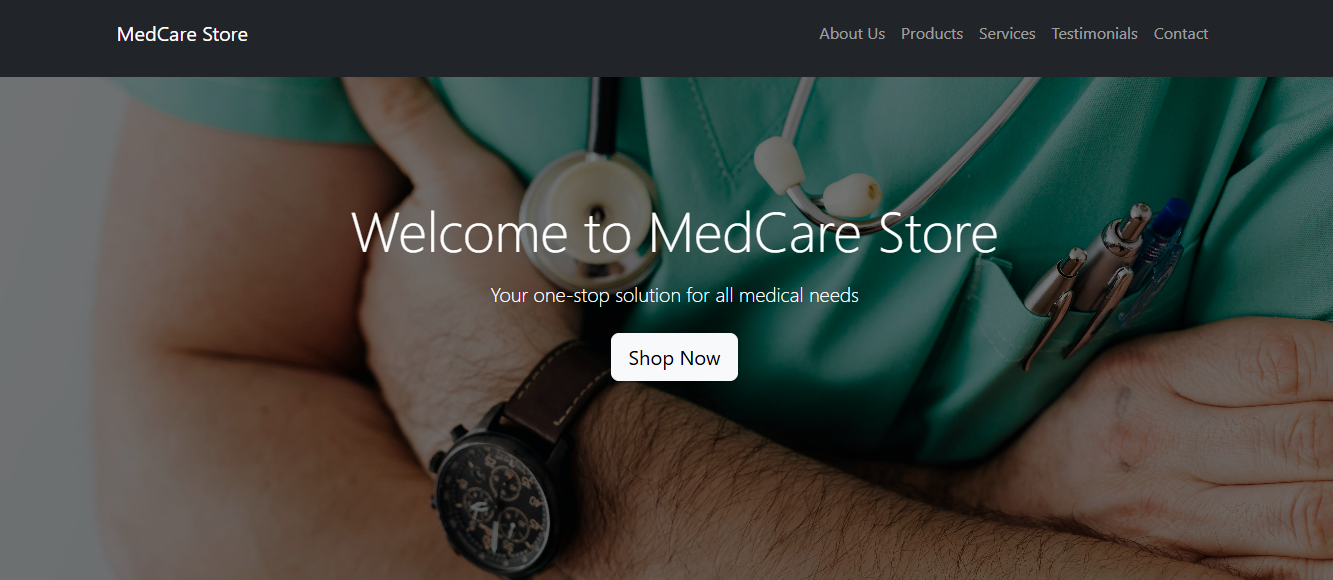 MedCare Store
About Us Products Services Testimonials Contact
Welcome to MedCare Store
Your one-stop solution for all medical needs
Shop Now